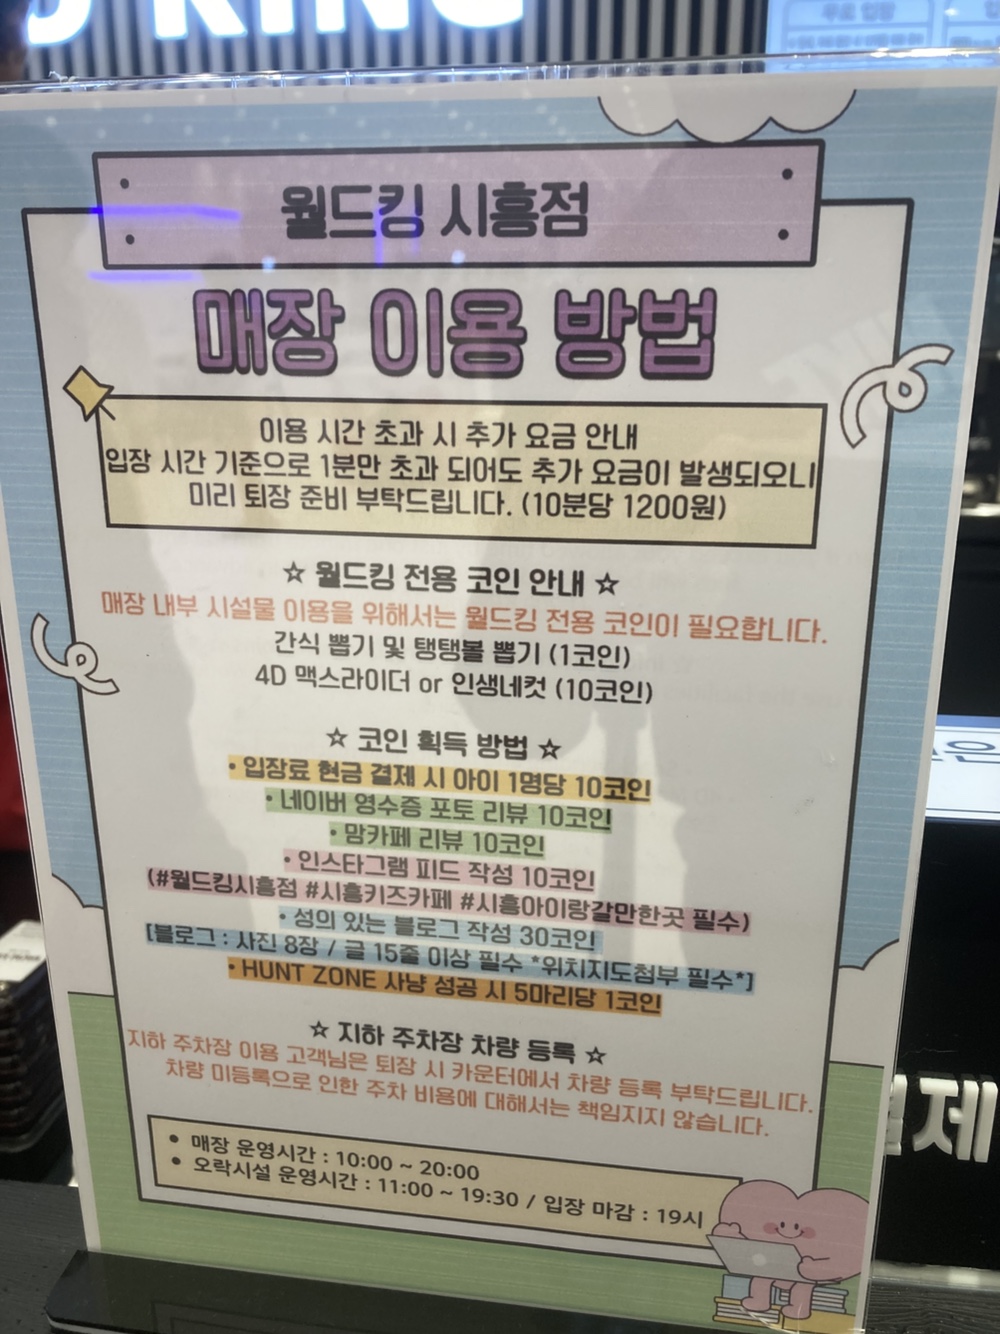 KING
무료 입장
월드킹 시흥점
매장 이용 방법
이용 시간 초과 시 추가 요금 안내
입장 시간 기준으로 1분만 초과 되어도 추가 요금이 발생되오니
미리 퇴장 준비 부탁드립니다. (10분당 1200원)
☆ 월드킹 전용 코인 안내 ☆
매장 내부 시설물 이용을 위해서는 월드킹 전용 코인이 필요합니다.
간식 뽑기 및 탱탱볼 뽑기 (1코인)
4D 맥스라이더 or 인생네컷 (10코인)
☆ 코인 획득 방법 ☆
• 입장료 현금 결제 시 아이 1명당 10코인
• 네이버 영수증 포토 리뷰 10코인
• 맘카페 리뷰 10코인
• 인스타그램 피드 작성 10코인
(#월드킹시흥점 #시흥키즈카페 #시흥아이랑갈만한곳 필수)
• 성의 있는 블로그 작성 30코인
[블로그 : 사진 8장 / 글 15줄 이상 필수 *위치지도첨부 필수*]
• HUNT ZONE 사냥 성공 시 5마리당 1코인
☆ 지하 주차장 차량 등록 ☆
지하 주차장 이용 고객님은 퇴장 시 카운터에서 차량 등록 부탁드립니다.
차량 미등록으로 인한 주차 비용에 대해서는 책임지지 않습니다.
• 매장 운영시간 : 10:00 ~ 20:00
• 오락시설 운영시간 : 11:00 ~ 19:30 / 입장 마감 : 19시